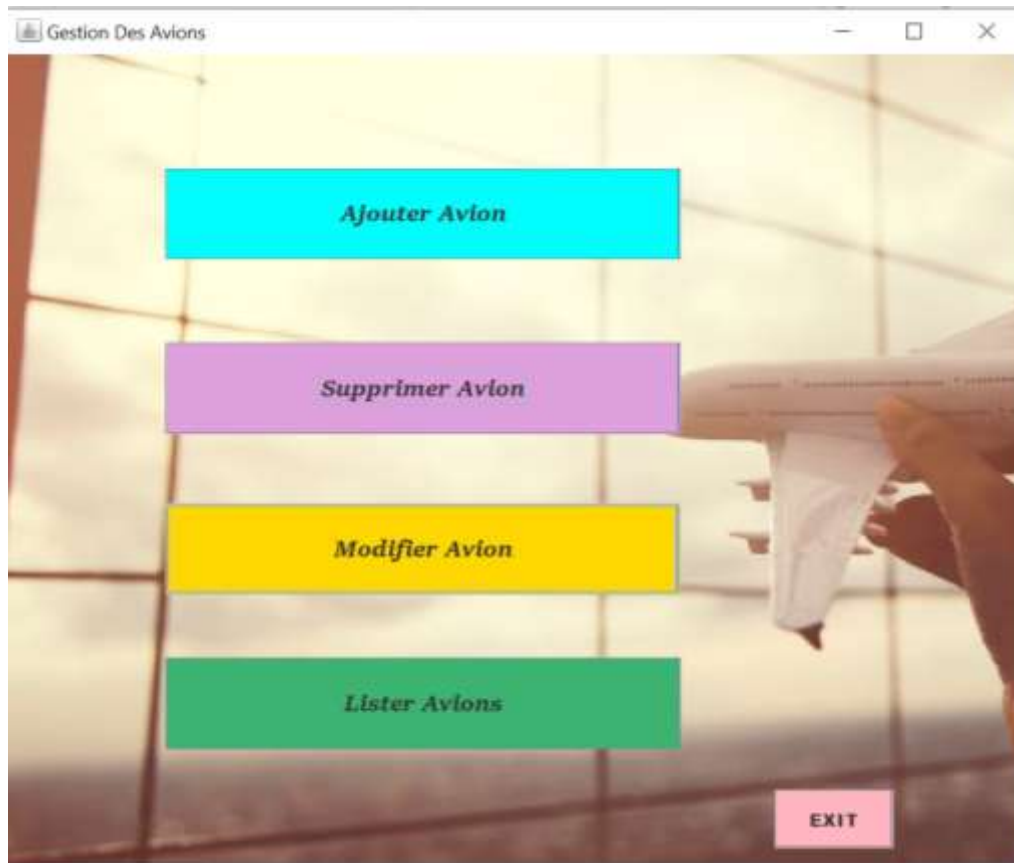 Gestion Des Avions
Ajouter Avion
Supprimer Avion
Modifier Avion
Lister Avions
EXIT